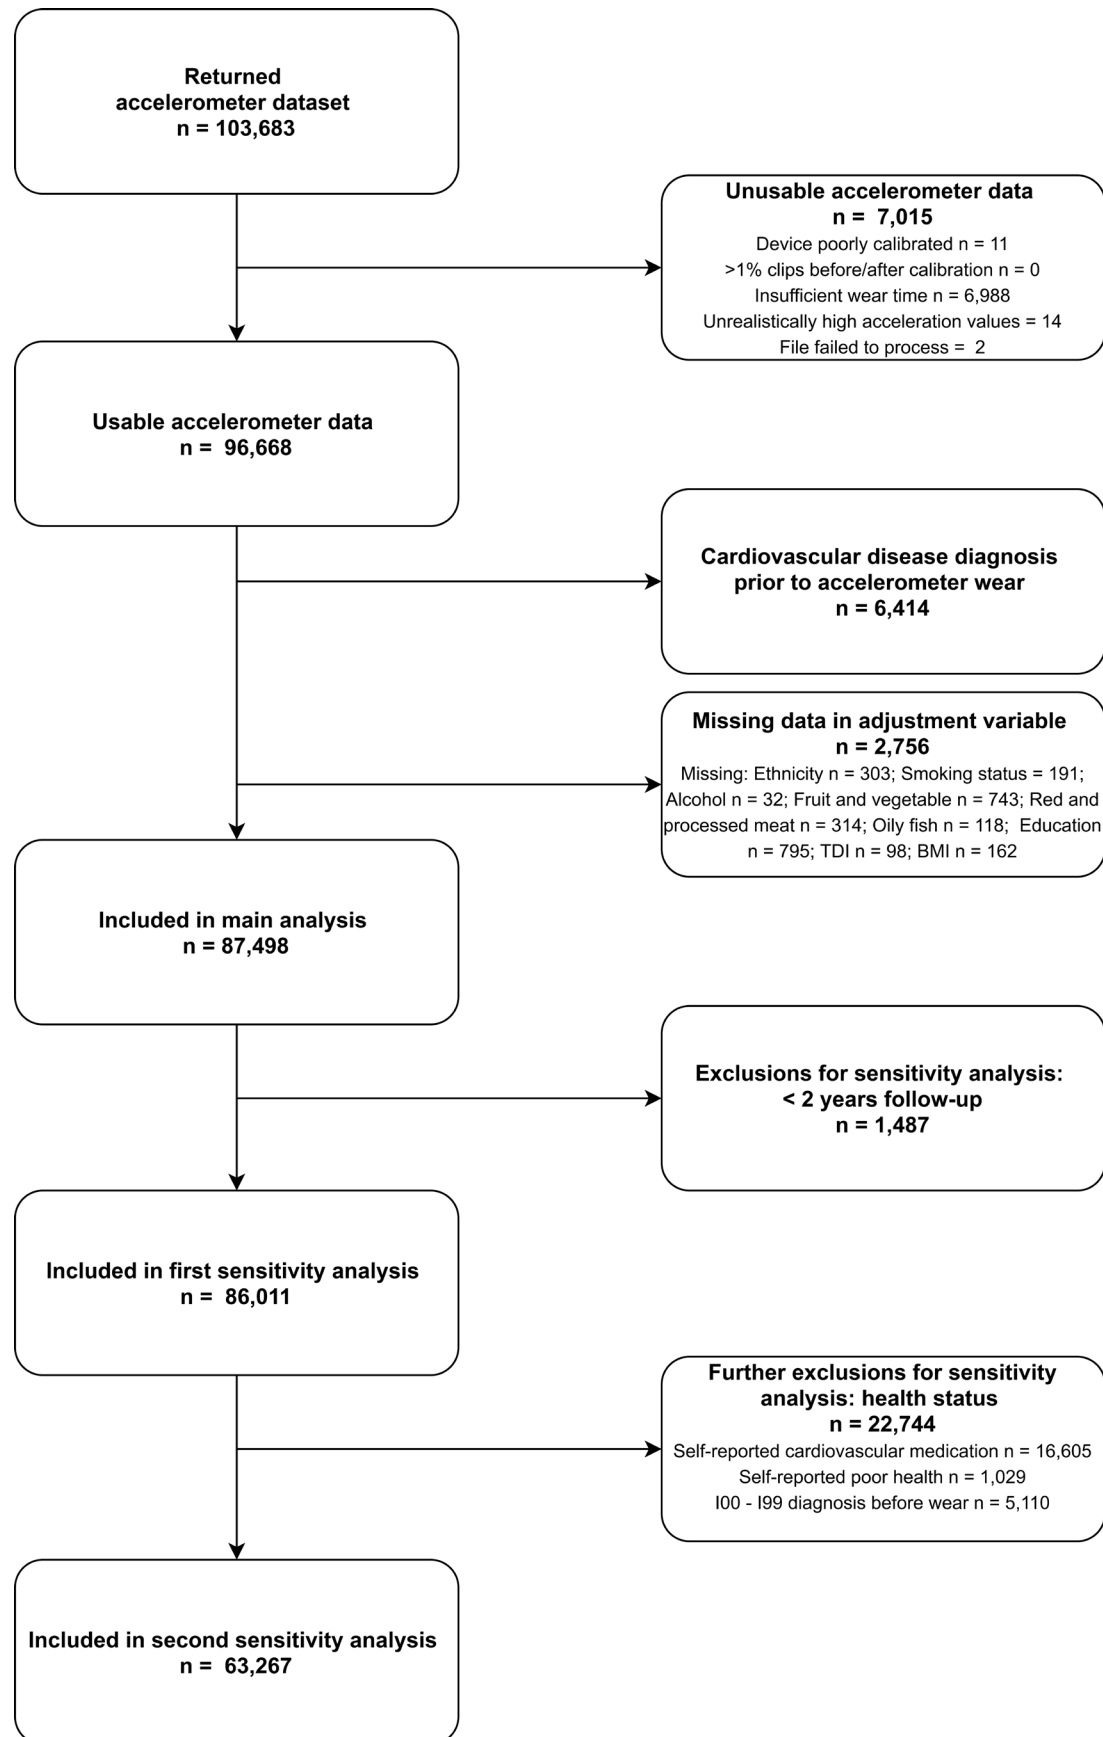 Returned
accelerometer dataset
n = 103,683
Unusable accelerometer data
n = 7,015
Device poorly calibrated n = 11
>1% clips before/after calibration n = 0
Insufficient wear time n = 6,988
Unrealistically high acceleration values = 14
File failed to process = 2
Usable accelerometer data
n = 96,668
Cardiovascular disease diagnosis
prior to accelerometer wear
n = 6,414
Missing data in adjustment variable
n = 2,756
Missing: Ethnicity n = 303; Smoking status = 191;
Alcohol n = 32; Fruit and vegetable n = 743; Red and
processed meat n = 314; Oily fish n = 118; Education
n = 795; TDI n = 98; BMI n = 162
Included in main analysis
n = 87,498
Exclusions for sensitivity analysis:
< 2 years follow-up
n = 1,487
Included in first sensitivity analysis
n = 86,011
Further exclusions for sensitivity
analysis: health status
n = 22,744
Self-reported cardiovascular medication n = 16,605
Self-reported poor health n = 1,029
I00 - I99 diagnosis before wear n = 5,110
Included in second sensitivity analysis
n = 63,267